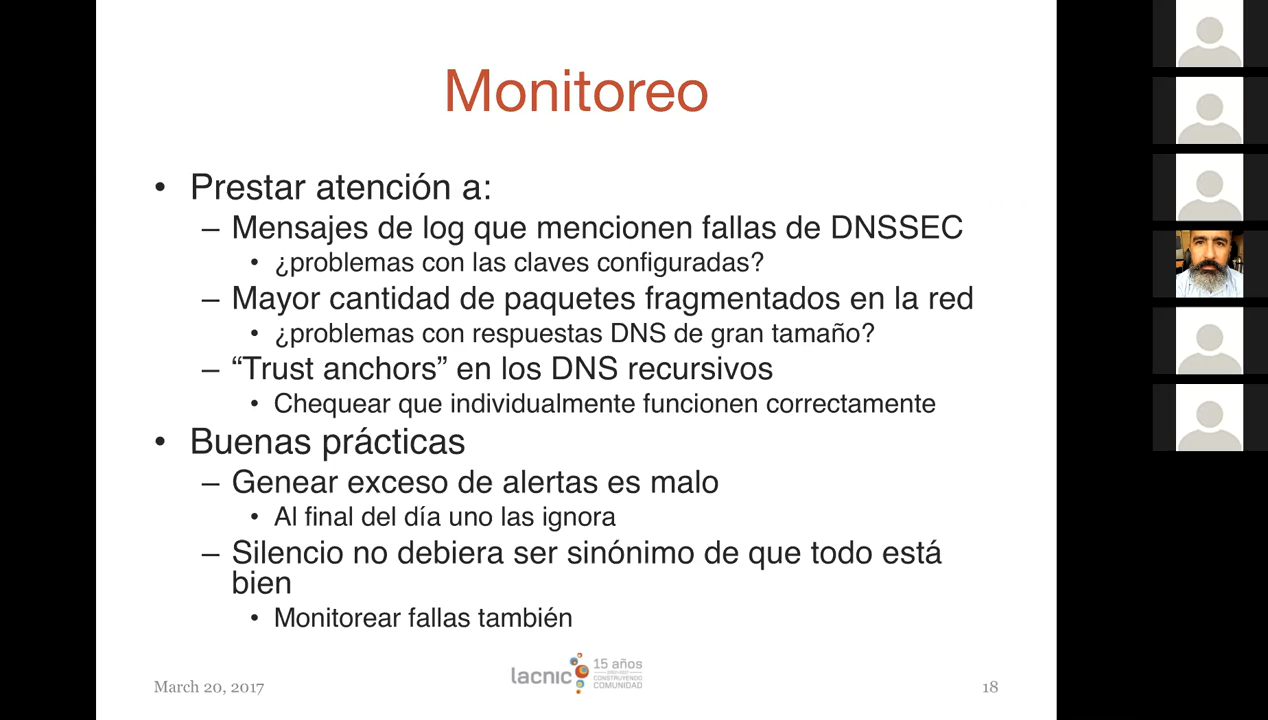 Monitoreo
• Prestar atención a:
– Mensajes de log que mencionen fallas de DNSSEC
• ¿problemas con las claves configuradas?
– Mayor cantidad de paquetes fragmentados en la red
• ¿problemas con respuestas DNS de gran tamaño?
– “Trust anchors” en los DNS recursivos
• Chequear que individualmente funcionen correctamente
• Buenas prácticas
– Genear exceso de alertas es malo
• Al final del día uno las ignora
– Silencio no debiera ser sinónimo de que todo está
bien
• Monitorear fallas también
March 20, 2017
lacnic
15 años
CONSTRUYENDO
COMUNIDAD
18